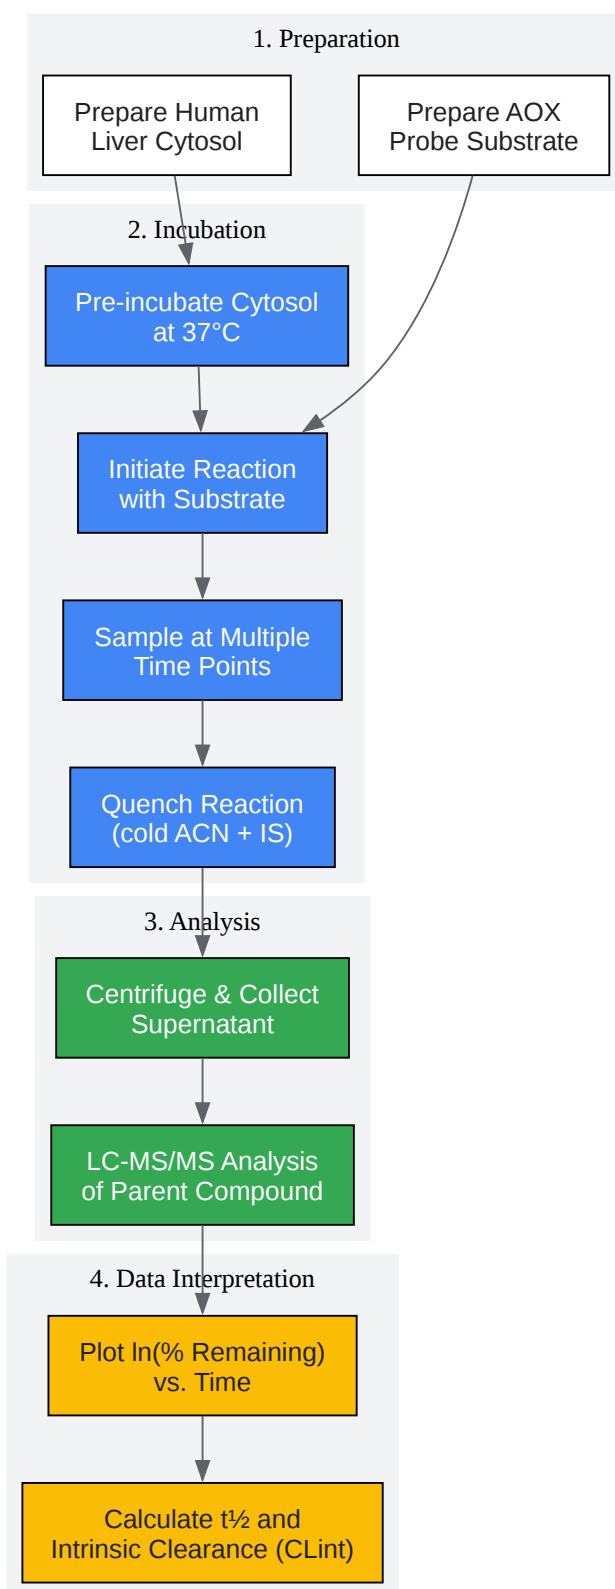 1. Preparation
Prepare Human
Liver Cytosol
Prepare AOX
Probe Substrate
2. Incubation
Pre-incubate Cytosol
at 37°C
Initiate Reaction
with Substrate
Sample at Multiple
Time Points
Quench Reaction
(cold ACN + IS)
3. Analysis
Centrifuge & Collect
Supernatant
LC-MS/MS Analysis
of Parent Compound
4. Data Interpretation
Plot ln(% Remaining)
vs. Time
Calculate t½ and
Intrinsic Clearance (CLint)